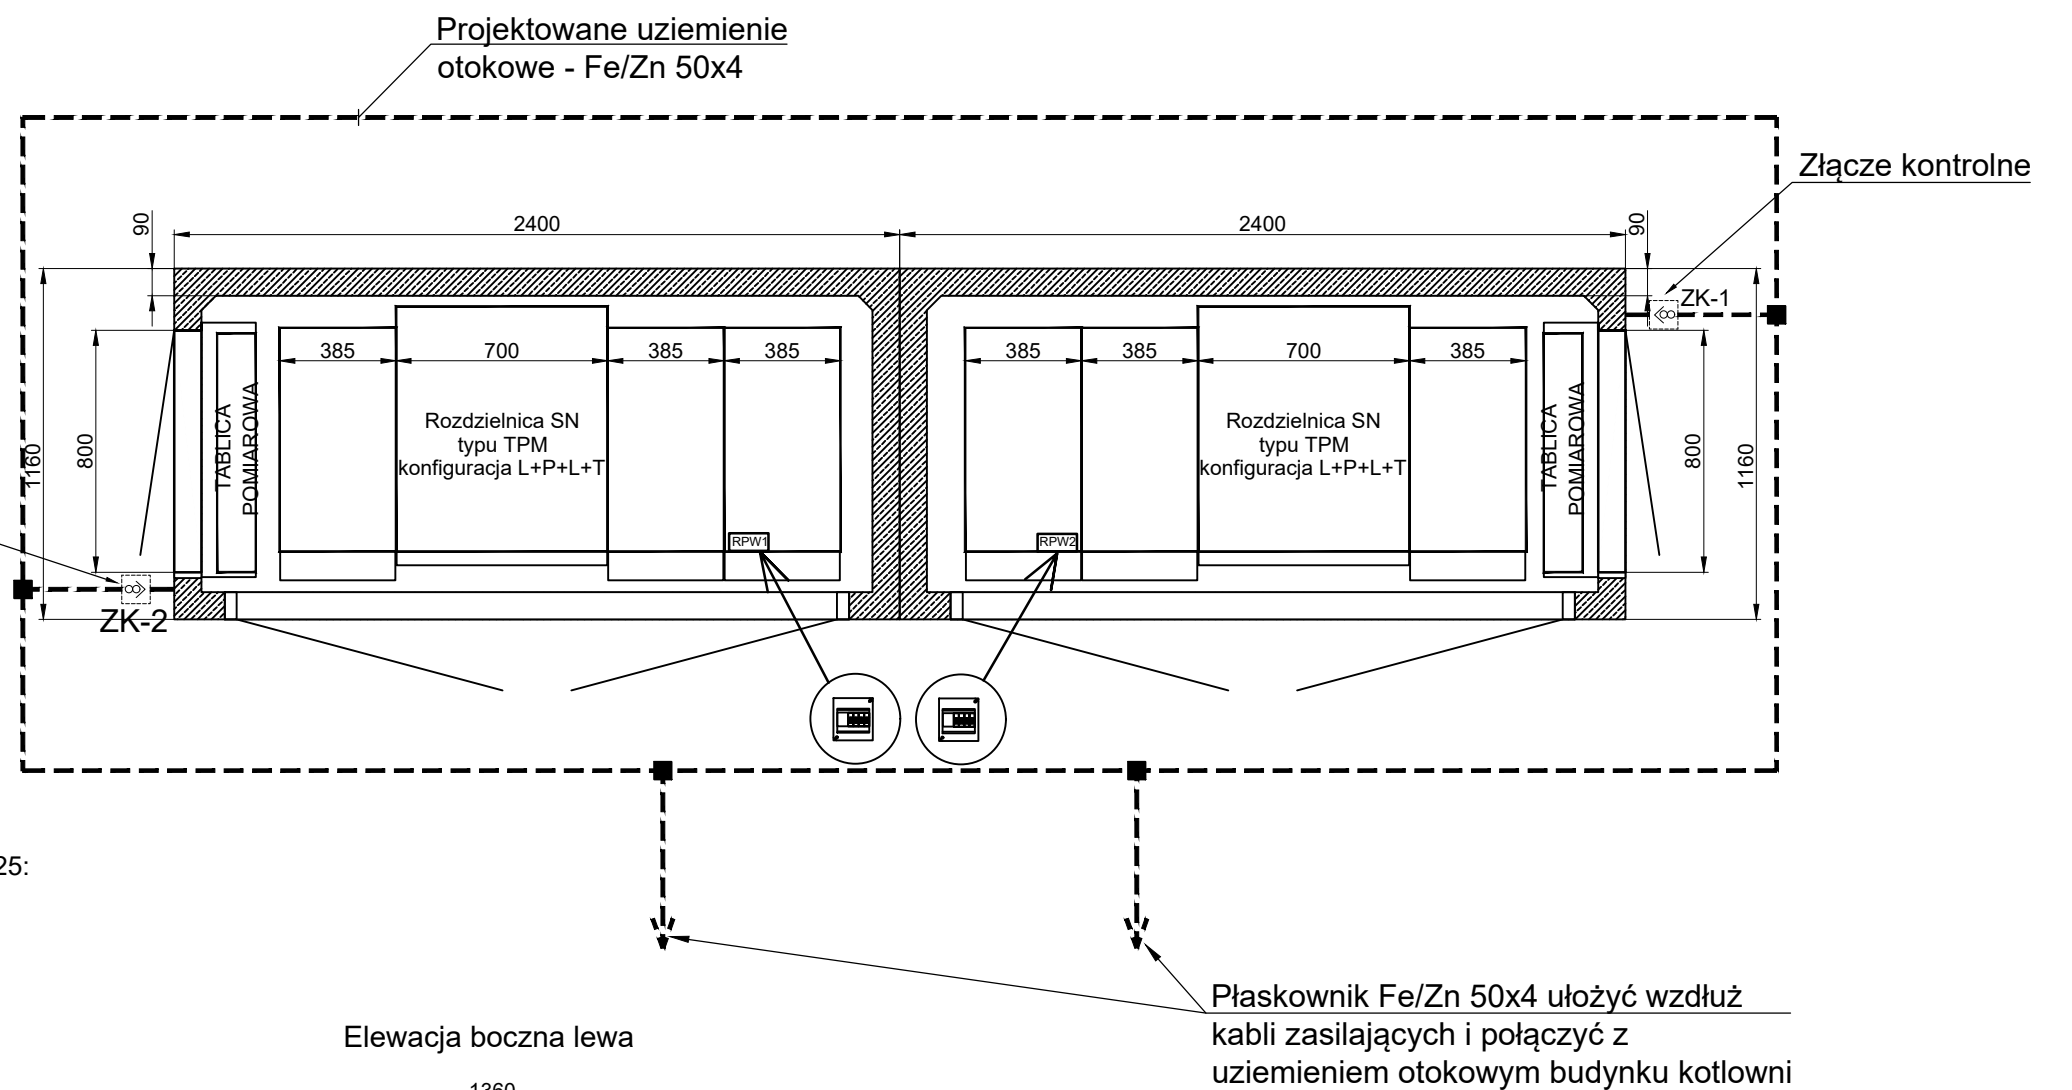 Projektowane uziemienie
otokowe - Fe/Zn 50x4
Złącze kontrolne
90
2400
2400
90
ZK-1
385
700
385
385
385
385
700
385
1160
800
TABLICA
POMIAROWA
Rozdzielnica SN
typu TPM
konfiguracja L+P+L+T
Rozdzielnica SN
typu TPM
konfiguracja L+P+L+T
TABLICA
POMIAROWA
800
1160
RPW1
RPW2
ZK-2
25:
Płaskownik Fe/Zn 50x4 ułożyć wzdłuż
kabli zasilających i połączyć z
uziemieniem otokowym budynku kotlowni
Elewacja boczna lewa
1360